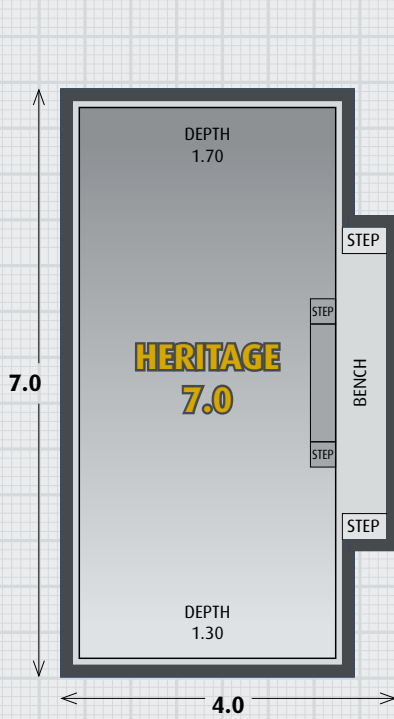 DEPTH
1.70
STEP
STEP
HERITAGE
7.0
7.0
BENCH
STEP
STEP
DEPTH
1.30
4.0